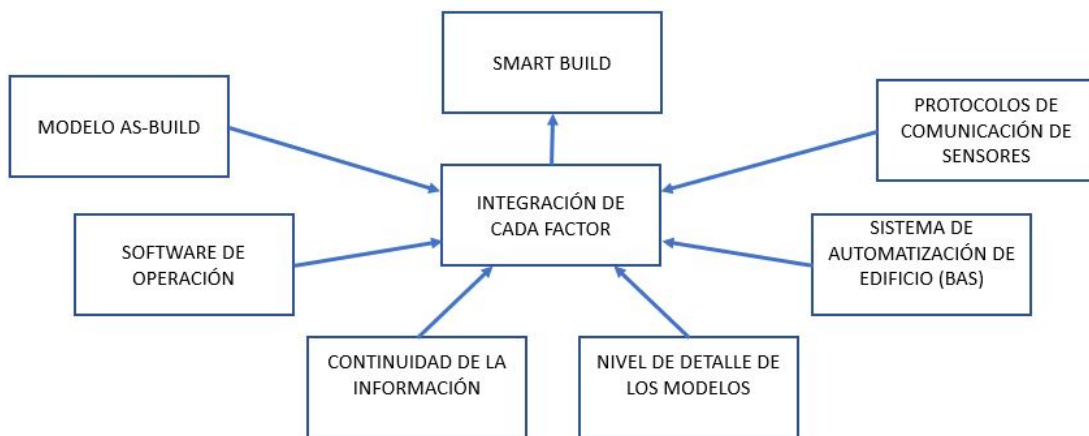 SMART BUILD
MODELO AS-BUILD
PROTOCOLOS DE
COMUNICACIÓN DE
SENSORES
INTEGRACIÓN DE
CADA FACTOR
SOFTWARE DE
OPERACIÓN
SISTEMA DE
AUTOMATIZACIÓN DE
EDIFICIO (BAS)
CONTINUIDAD DE LA
INFORMACIÓN
NIVEL DE DETALLE DE
LOS MODELOS